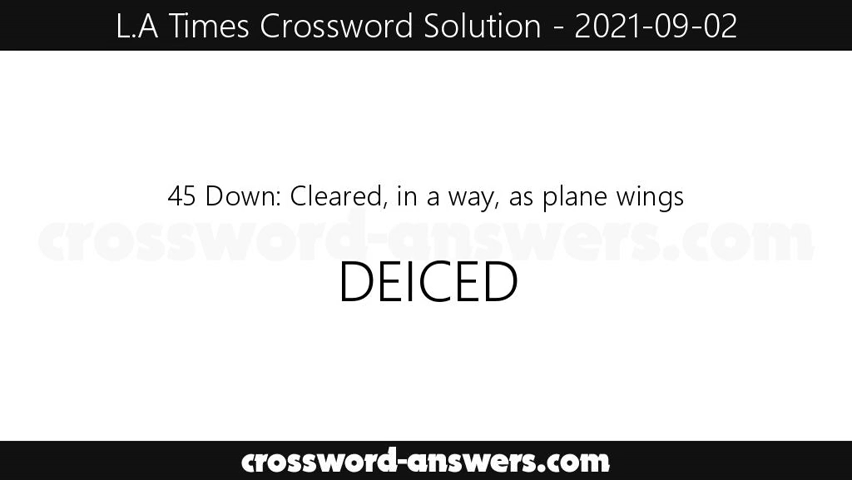 L.A Times Crossword Solution - 2021-09-02
45 Down: Cleared, in a way, as plane wings
crossword-answers.com
DEICED
crossword-answers.com